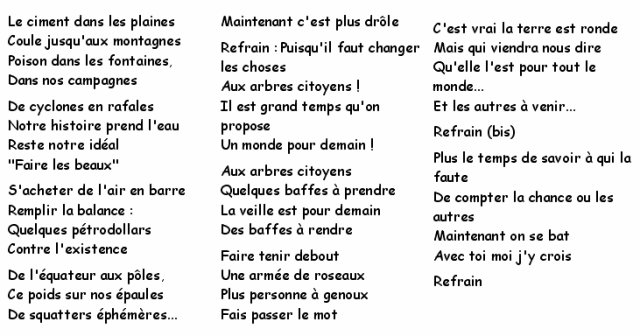 Le ciment dans les plaines
Coule jusqu'aux montagnes
Poison dans les fontaines,
Dans nos campagnes
De cyclones en rafales
Notre histoire prend l'eau
Reste notre idéal
"Faire les beaux"
S'acheter de l'air en barre
Remplir la balance :
Quelques pétrodollars
Contre l'existence
De l'équateur aux pôles,
Ce poids sur nos épaules
De squatters éphémères...
Maintenant c'est plus drôle
Refrain : Puisqu'il faut changer
les choses
Aux arbres citoyens !
Il est grand temps qu'on
propose
Un monde pour demain !
Aux arbres citoyens
Quelques baffes à prendre
La veille est pour demain
Des baffes à rendre
Faire tenir debout
Une armée de roseaux
Plus personne à genoux
Fais passer le mot
C'est vrai la terre est ronde
Mais qui viendra nous dire
Qu'elle l'est pour tout le
monde...
Et les autres à venir...
Refrain (bis)
Plus le temps de savoir à qui la
faute
De compter la chance ou les
autres
Maintenant on se bat
Avec toi moi j'y crois
Refrain